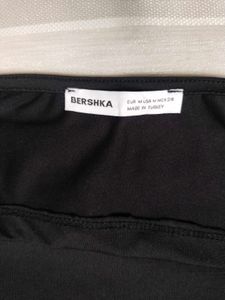 BERSHKA
EUR M USA M MEX 28
MADE IN TURKEY